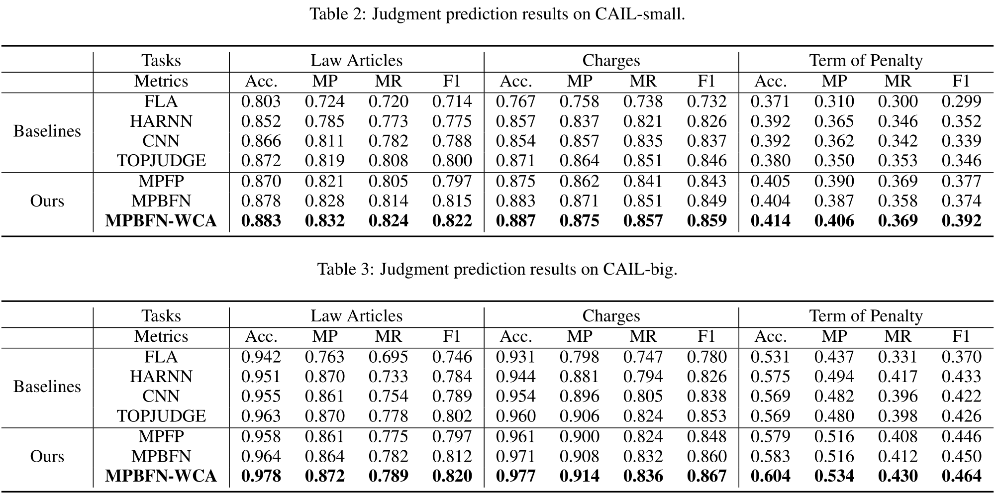 Table 2: Judgment prediction results on CAIL-small.
Tasks Law Articles Charges Term of Penalty
Metrics Acc. MP MR F1 Acc. MP MR F1 Acc. MP MR F1
Baselines
FLA 0.803 0.724 0.720 0.714 0.767 0.758 0.738 0.732 0.371 0.310 0.300 0.299
HARNN 0.852 0.785 0.773 0.775 0.857 0.837 0.821 0.826 0.392 0.365 0.346 0.352
CNN 0.866 0.811 0.782 0.788 0.854 0.857 0.835 0.837 0.392 0.362 0.342 0.339
TOPJUDGE 0.872 0.819 0.808 0.800 0.871 0.864 0.851 0.846 0.380 0.350 0.353 0.346
Ours
MPFP 0.870 0.821 0.805 0.797 0.875 0.862 0.841 0.843 0.405 0.390 0.369 0.377
MPBFN 0.878 0.828 0.814 0.815 0.883 0.871 0.851 0.849 0.404 0.387 0.358 0.374
MPBFN-WCA 0.883 0.832 0.824 0.822 0.887 0.875 0.857 0.859 0.414 0.406 0.369 0.392
Table 3: Judgment prediction results on CAIL-big.
Tasks Law Articles Charges Term of Penalty
Metrics Acc. MP MR F1 Acc. MP MR F1 Acc. MP MR F1
Baselines
FLA 0.942 0.763 0.695 0.746 0.931 0.798 0.747 0.780 0.531 0.437 0.331 0.370
HARNN 0.951 0.870 0.733 0.784 0.944 0.881 0.794 0.826 0.575 0.494 0.417 0.433
CNN 0.955 0.861 0.754 0.789 0.954 0.896 0.805 0.838 0.569 0.482 0.396 0.422
TOPJUDGE 0.963 0.870 0.778 0.802 0.960 0.906 0.824 0.853 0.569 0.480 0.398 0.426
Ours
MPFP 0.958 0.861 0.775 0.797 0.961 0.900 0.824 0.848 0.579 0.516 0.408 0.446
MPBFN 0.964 0.864 0.782 0.812 0.971 0.908 0.832 0.860 0.583 0.516 0.412 0.450
MPBFN-WCA 0.978 0.872 0.789 0.820 0.977 0.914 0.836 0.867 0.604 0.534 0.430 0.464